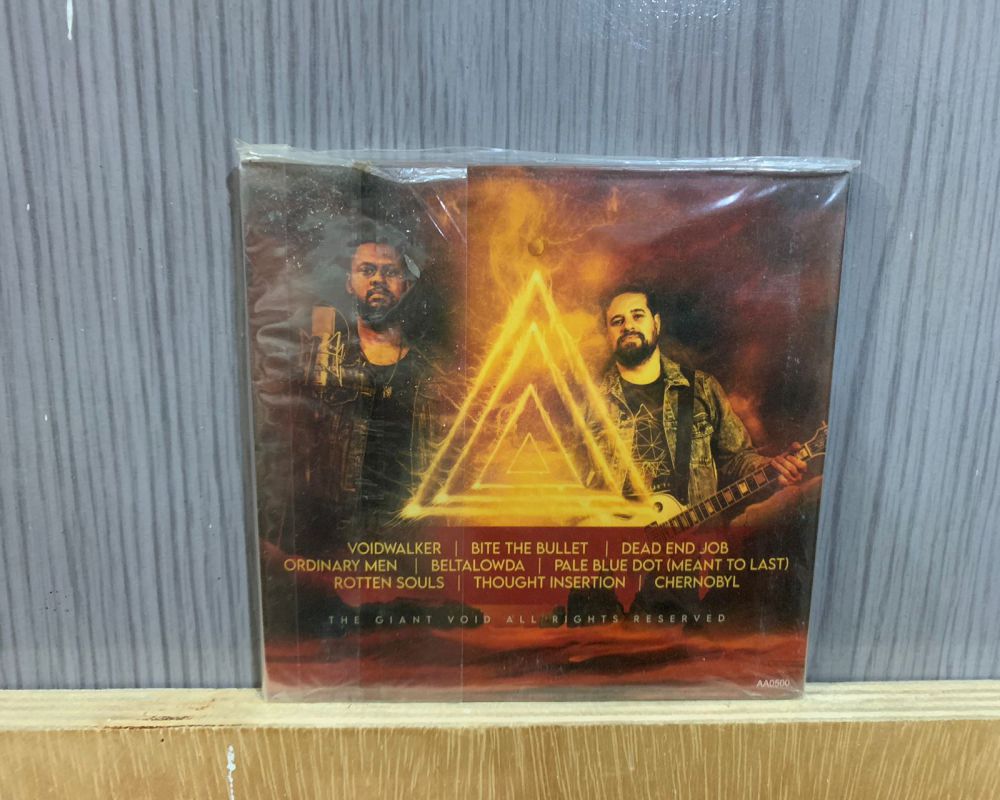 VOIDWALKER | BITE THE BULLET | DEAD END JOB
ORDINARY MEN | BELTALOWDA | PALE BLUE DOT (MEANT TO LAST)
ROTTEN SOULS | THOUGHT INSERTION | CHERNOBYL
THE GIANT VOID ALL RIGHTS RESERVED
AA0500